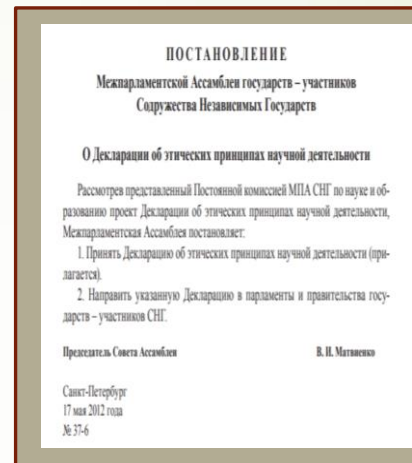 ПОСТАНОВЛЕНИЕ
Межпарламентской Ассамблеи государств – участников
Содружества Независимых Государств
О Декларации об этических принципах научной деятельности
Рассмотрев представленный Постоянной комиссией МПА СНГ по науке и об-
разованию проект Декларации об этических принципах научной деятельности,
Межпарламентская Ассамблея постановляет:
1. Принять Декларацию об этических принципах научной деятельности (при-
лагается).
2. Направить указанную Декларацию в парламенты и правительства госу-
дарств – участников СНГ.
Председатель Совета Ассамблеи В. И. Матвиенко
Санкт-Петербург
17 мая 2012 года
№ 37-6